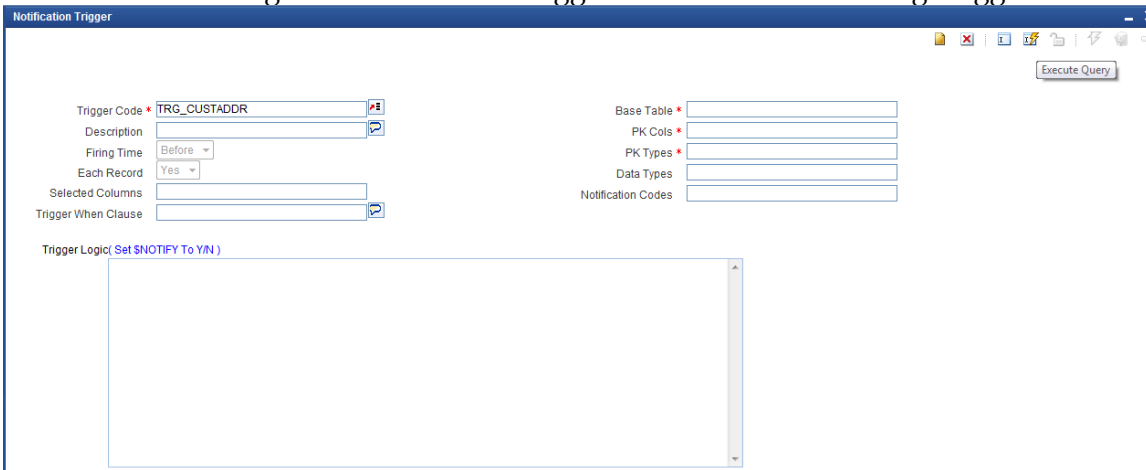 Notification Trigger
Execute Query
Trigger Code * TRG_CUSTADDR
Base Table *
Description
PK Cols *
Firing Time Before
PK Types *
Each Record Yes
Data Types
Selected Columns
Notification Codes
Trigger When Clause
Trigger Logic( Set $NOTIFY To Y/N )